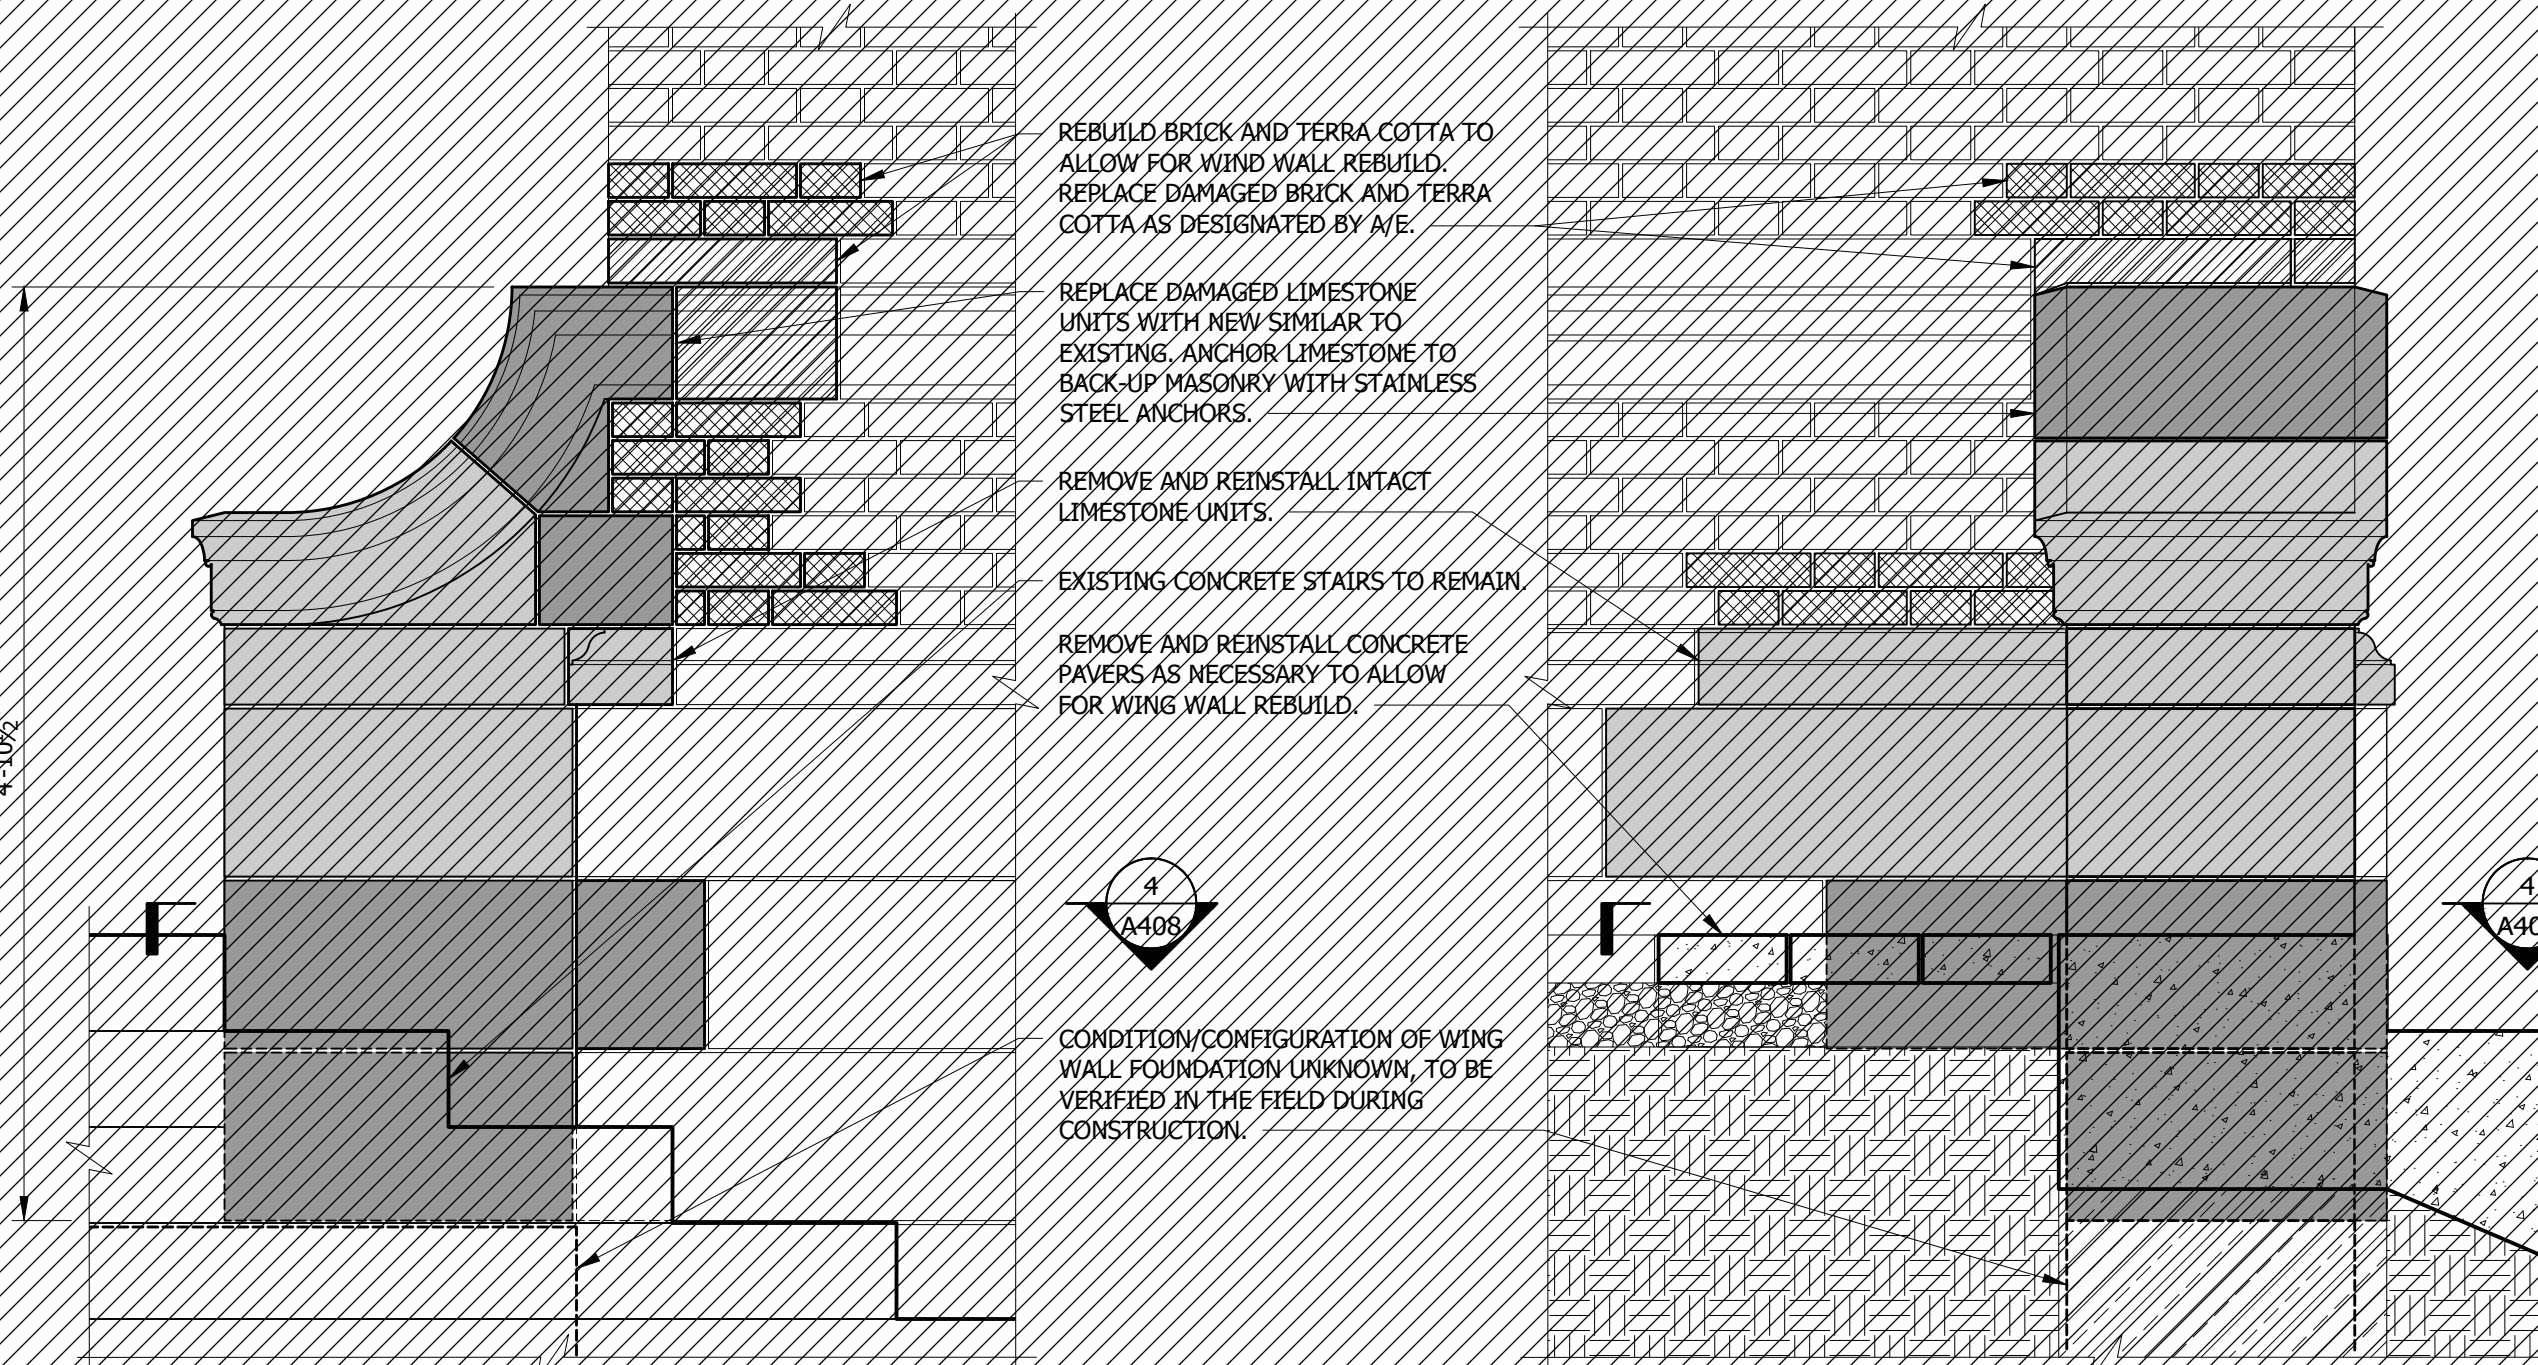 REBUILD BRICK AND TERRA COTTA TO
ALLOW FOR WIND WALL REBUILD.
REPLACE DAMAGED BRICK AND TERRA
COTTA AS DESIGNATED BY A/E.
REPLACE DAMAGED LIMESTONE
UNITS WITH NEW SIMILAR TO
EXISTING. ANCHOR LIMESTONE TO
BACK-UP MASONRY WITH STAINLESS
STEEL ANCHORS.
REMOVE AND REINSTALL INTACT
LIMESTONE UNITS.
EXISTING CONCRETE STAIRS TO REMAIN.
REMOVE AND REINSTALL CONCRETE
PAVERS AS NECESSARY TO ALLOW
FOR WING WALL REBUILD.
4'-10½
4
A408
4
A40
CONDITION/CONFIGURATION OF WING
WALL FOUNDATION UNKNOWN, TO BE
VERIFIED IN THE FIELD DURING
CONSTRUCTION.